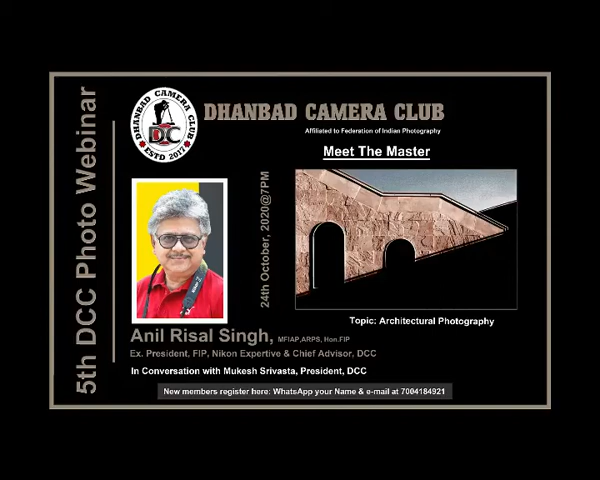 5th DCC Photo Webinar
DHANBAD CAMERA CLUB
DCC
ESTD 2017
DHANBAD CAMERA CLUB
Affiliated to Federation of Indian Photography
Meet The Master
24th October, 2020@7PM
Topic: Architectural Photography
Anil Risal Singh, MFIAP,ARPS, Hon.FIP
Ex. President, FIP, Nikon Expertive & Chief Advisor, DCC
In Conversation with Mukesh Srivasta, President, DCC
New members register here: WhatsApp your Name & e-mail at 7004184921